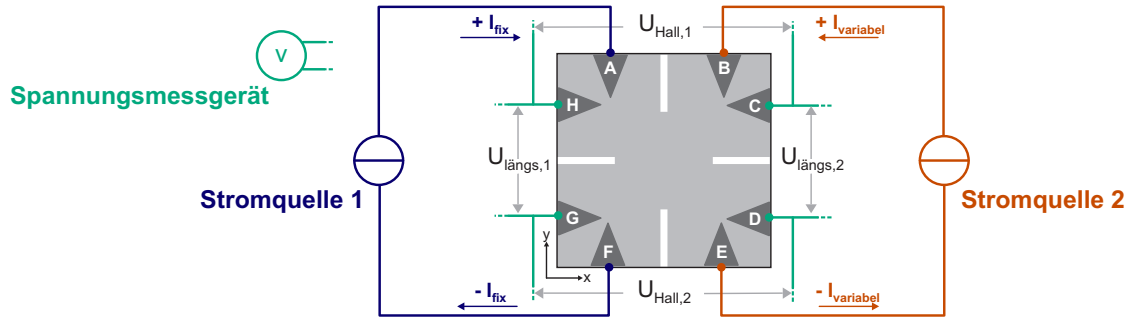 + I_fix
U_Hall,1
+ I_variabel
V
A
B
Spannungsmessgerät
H
C
U_längs,1
U_längs,2
Stromquelle 1
Stromquelle 2
G
D
y
F
E
x
- I_fix
U_Hall,2
- I_variabel